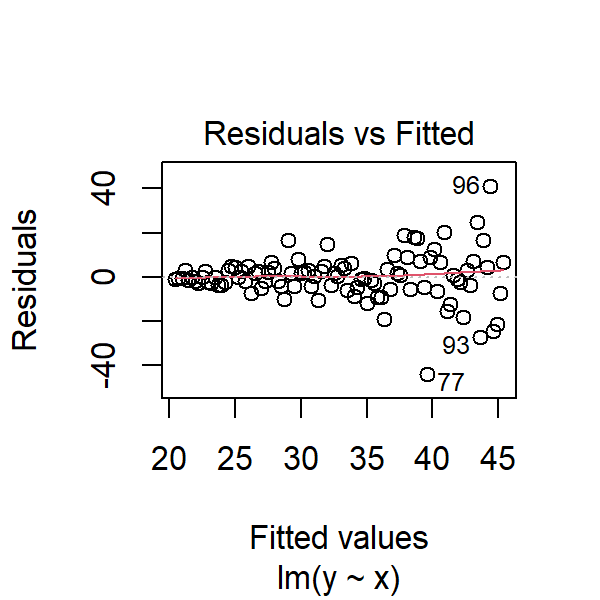 Residuals vs Fitted
Residuals
40
0
-40
96
93
77
20 25 30 35 40 45
Fitted values
lm(y ~ x)